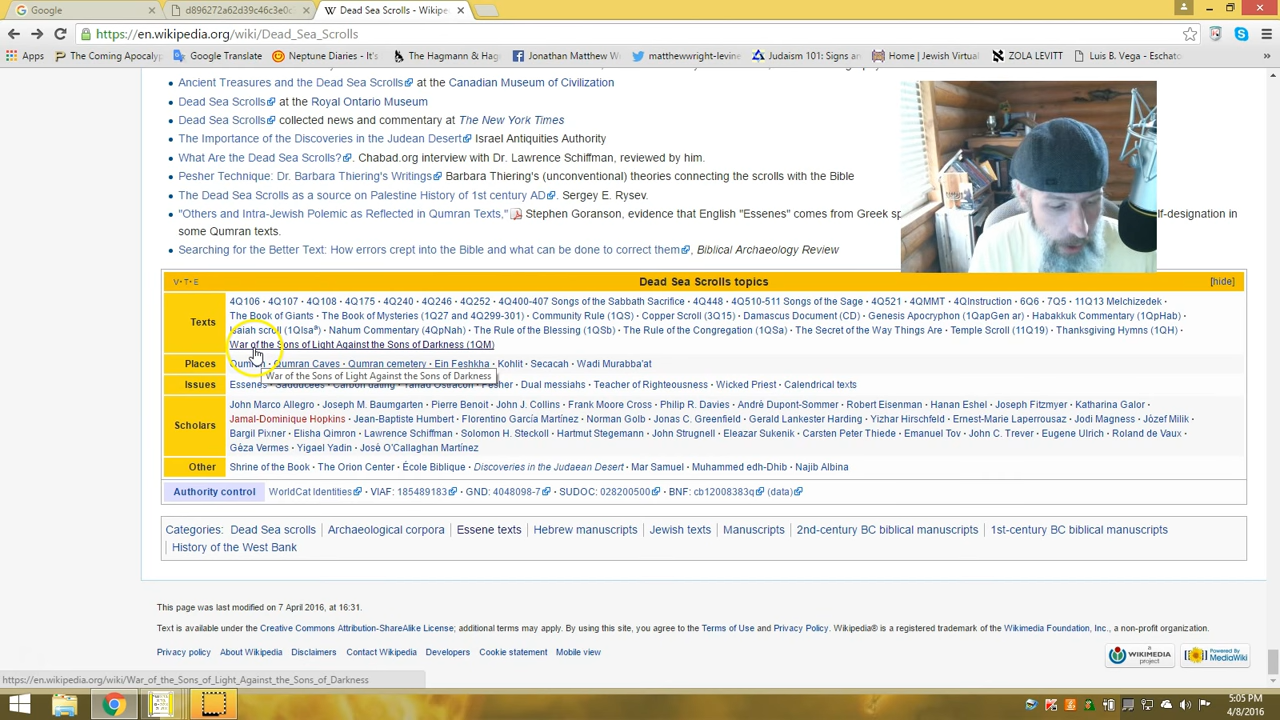 Google
d896272a62d39c46c3e0c
Dead Sea Scrolls - Wikipe
https://en.wikipedia.org/wiki/Dead_Sea_Scrolls
Apps The Coming Apocaly Google Translate Neptune Diaries - It's The Hagmann & Hag Jonathan Matthew W matthewwright-levin Judaism 101: Signs an Home | Jewish Virtual ZOLA LEVITT Luis B. Vega - Eschato »
Ancient Treasures and the Dead Sea Scrolls at the Canadian Museum of Civilization
Dead Sea Scrolls at the Royal Ontario Museum
Dead Sea Scrolls collected news and commentary at The New York Times
The Importance of the Discoveries in the Judean Desert Israel Antiquities Authority
What Are the Dead Sea Scrolls?. Chabad.org interview with Dr. Lawrence Schiffman, reviewed by him.
Pesher Technique: Dr. Barbara Thiering's Writings Barbara Thiering's (unconventional) theories connecting the scrolls with the Bible
The Dead Sea Scrolls as a source on Palestine History of 1st century AD. Sergey E. Rysev.
"Others and Intra-Jewish Polemic as Reflected in Qumran Texts," Stephen Goranson, evidence that English "Essenes" comes from Greek sp lf-designation in
some Qumran texts.
Searching for the Better Text: How errors crept into the Bible and what can be done to correct them, Biblical Archaeology Review
V · T · E Dead Sea Scrolls topics [hide]
Texts
4Q106 · 4Q107 · 4Q108 · 4Q175 · 4Q240 · 4Q246 · 4Q252 · 4Q400-407 Songs of the Sabbath Sacrifice · 4Q448 · 4Q510-511 Songs of the Sage · 4Q521 · 4QMMT · 4QInstruction · 6Q6 · 7Q5 · 11Q13 Melchizedek ·
The Book of Giants · The Book of Mysteries (1Q27 and 4Q299-301) · Community Rule (1QS) · Copper Scroll (3Q15) · Damascus Document (CD) · Genesis Apocryphon (1QapGen ar) · Habakkuk Commentary (1QpHab) ·
Isaiah scroll (1QIsaª) · Nahum Commentary (4QpNah) · The Rule of the Blessing (1QSb) · The Rule of the Congregation (1QSa) · The Secret of the Way Things Are · Temple Scroll (11Q19) · Thanksgiving Hymns (1QH) ·
War of the Sons of Light Against the Sons of Darkness (1QM)
Places Qumran · Qumran Caves · Qumran cemetery · Ein Feshkha · Kohlit · Secacah · Wadi Murabba'at
War of the Sons of Light Against the Sons of Darkness
Issues Essenes · Sadducees · Carbon dating · Yahad Ostracon · Pesher · Dual messiahs · Teacher of Righteousness · Wicked Priest · Calendrical texts
Scholars
John Marco Allegro · Joseph M. Baumgarten · Pierre Benoit · John J. Collins · Frank Moore Cross · Philip R. Davies · André Dupont-Sommer · Robert Eisenman · Hanan Eshel · Joseph Fitzmyer · Katharina Galor ·
Jamal-Dominique Hopkins · Jean-Baptiste Humbert · Florentino García Martínez · Norman Golb · Jonas C. Greenfield · Gerald Lankester Harding · Yizhar Hirschfeld · Ernest-Marie Laperrousaz · Jodi Magness · Józef Milik ·
Bargil Pixner · Elisha Qimron · Lawrence Schiffman · Solomon H. Steckoll · Hartmut Stegemann · John Strugnell · Eleazar Sukenik · Carsten Peter Thiede · Emanuel Tov · John C. Trever · Eugene Ulrich · Roland de Vaux ·
Géza Vermes · Yigael Yadin · José O'Callaghan Martínez
Other Shrine of the Book · The Orion Center · École Biblique · Discoveries in the Judaean Desert · Mar Samuel · Muhammed edh-Dhib · Najib Albina
Authority control WorldCat Identities · VIAF: 185489183 · GND: 4048098-7 · SUDOC: 028200500 · BNF: cb12008383q (data)
Categories: Dead Sea scrolls | Archaeological corpora | Essene texts | Hebrew manuscripts | Jewish texts | Manuscripts | 2nd-century BC biblical manuscripts | 1st-century BC biblical manuscripts
| History of the West Bank
This page was last modified on 7 April 2016, at 16:31.
Text is available under the Creative Commons Attribution-ShareAlike License; additional terms may apply. By using this site, you agree to the Terms of Use and Privacy Policy. Wikipedia® is a registered trademark of the Wikimedia Foundation, Inc., a non-profit organization.
Privacy policy About Wikipedia Disclaimers Contact Wikipedia Developers Cookie statement Mobile view
A WIKIMEDIA project
Powered By MediaWiki
https://en.wikipedia.org/wiki/War_of_the_Sons_of_Light_Against_the_Sons_of_Darkness
5:05 PM
4/8/2016